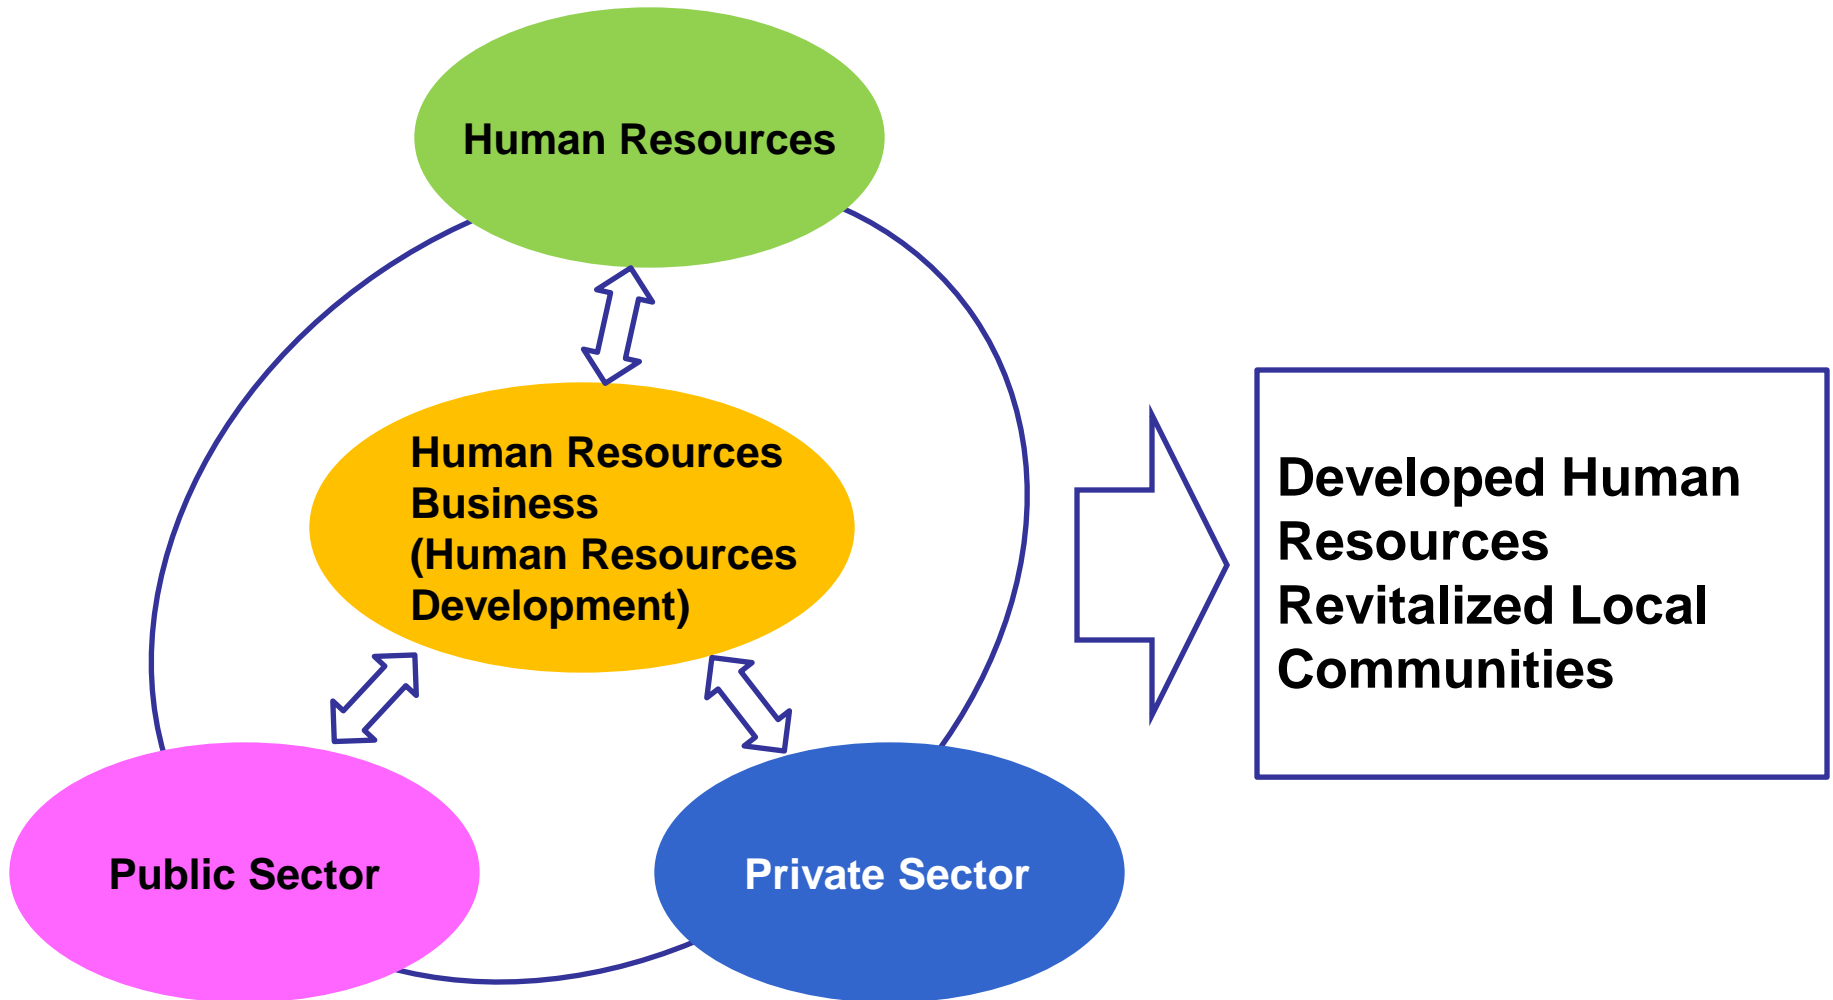 Human Resources
Human Resources
Business
(Human Resources
Development)
Developed Human
Resources
Revitalized Local
Communities
Public Sector
Private Sector